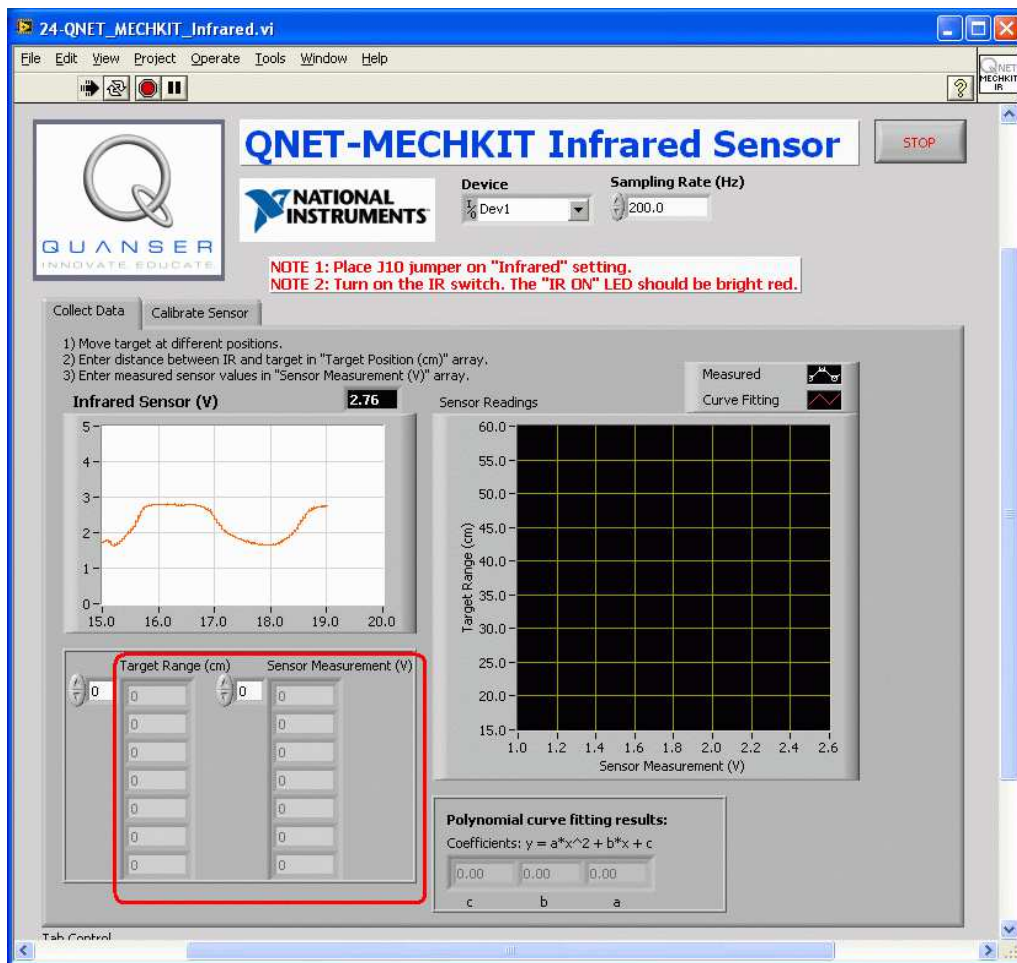 24-QNET_MECHKIT_Infrared.vi
File Edit View Project Operate Tools Window Help
QNET
MECHKIT
IR
QUANSER
INNOVATE EDUCATE
QNET-MECHKIT Infrared Sensor
STOP
NATIONAL
INSTRUMENTS
Device
Dev1
Sampling Rate (Hz)
200.0
NOTE 1: Place J10 jumper on "Infrared" setting.
NOTE 2: Turn on the IR switch. The "IR ON" LED should be bright red.
Collect Data
Calibrate Sensor
1) Move target at different positions.
2) Enter distance between IR and target in "Target Position (cm)" array.
3) Enter measured sensor values in "Sensor Measurement (V)" array.
Infrared Sensor (V)
2.76
5
4
3
2
1
0
15.0 16.0 17.0 18.0 19.0 20.0
Sensor Readings
Measured
Curve Fitting
60.0
55.0
50.0
45.0
40.0
35.0
30.0
25.0
20.0
15.0
Target Range (cm)
1.0 1.2 1.4 1.6 1.8 2.0 2.2 2.4 2.6
Sensor Measurement (V)
Target Range (cm) Sensor Measurement (V)
0 0 0 0
0 0
0 0
0 0
0 0
0 0
0 0
Polynomial curve fitting results:
Coefficients: y = a*x^2 + b*x + c
0.00 0.00 0.00
c b a
Tab Control